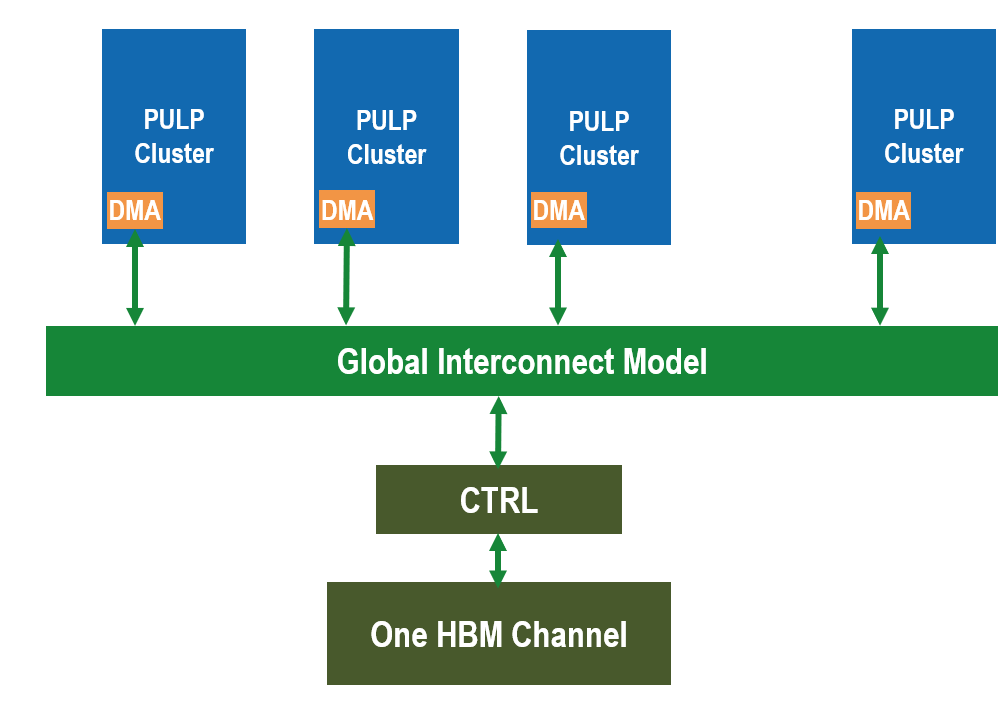 PULP
Cluster
DMA
PULP
Cluster
DMA
PULP
Cluster
DMA
PULP
Cluster
DMA
Global Interconnect Model
CTRL
One HBM Channel